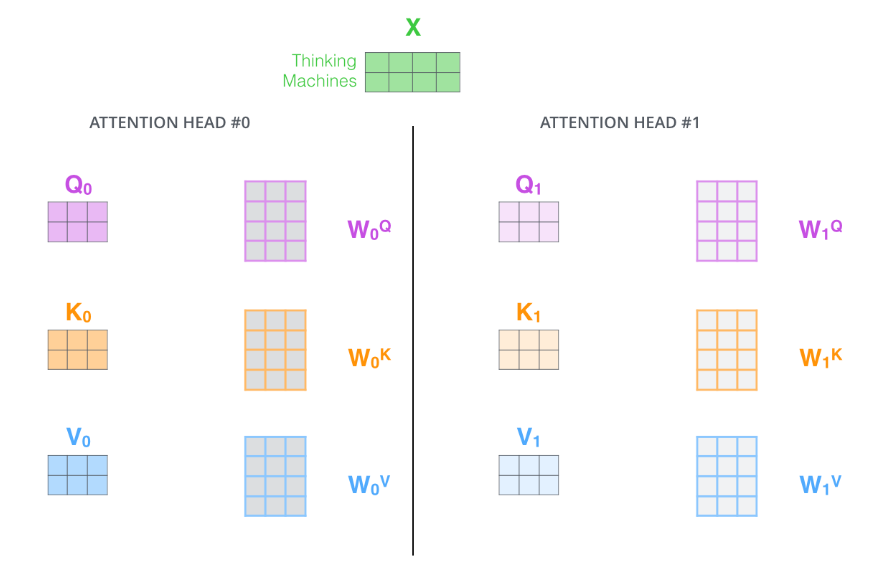 X
Thinking
Machines
ATTENTION HEAD #0
ATTENTION HEAD #1
Q₀
W₀Q
Q₁
W₁Q
K₀
W₀K
K₁
W₁K
V₀
W₀V
V₁
W₁V